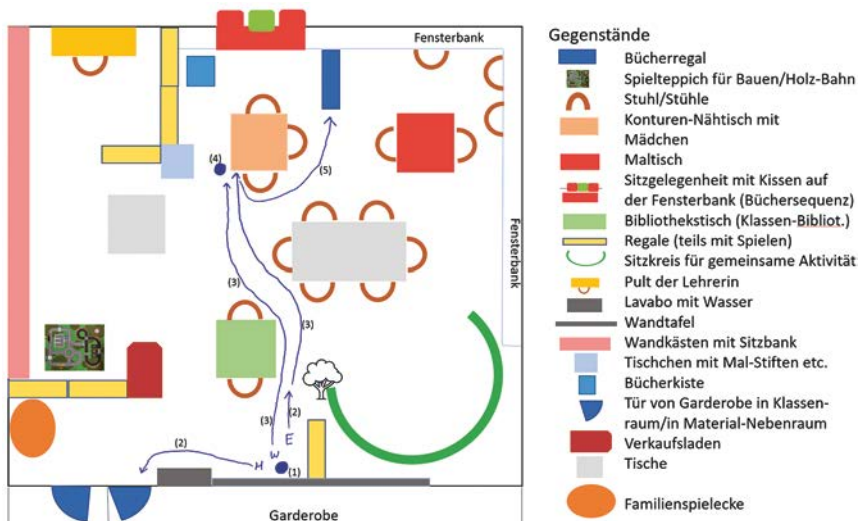 Fensterbank
Fensterbank
(4)
(5)
(3)
(3)
(3)
(2)
E
W
H
(2)
(1)
Garderobe
Gegenstände
Bücherregal
Spielteppich für Bauen/Holz-Bahn
Stuhl/Stühle
Konturen-Nähtisch mit
Mädchen
Maltisch
Sitzgelegenheit mit Kissen auf
der Fensterbank (Büchersequenz)
Bibliothekstisch (Klassen-Bibliot.)
Regale (teils mit Spielen)
Sitzkreis für gemeinsame Aktivität
Pult der Lehrerin
Lavabo mit Wasser
Wandtafel
Wandkästen mit Sitzbank
Tischchen mit Mal-Stiften etc.
Bücherkiste
Tür von Garderobe in Klassen-
raum/in Material-Nebenraum
Verkaufsladen
Tische
Familienspielecke